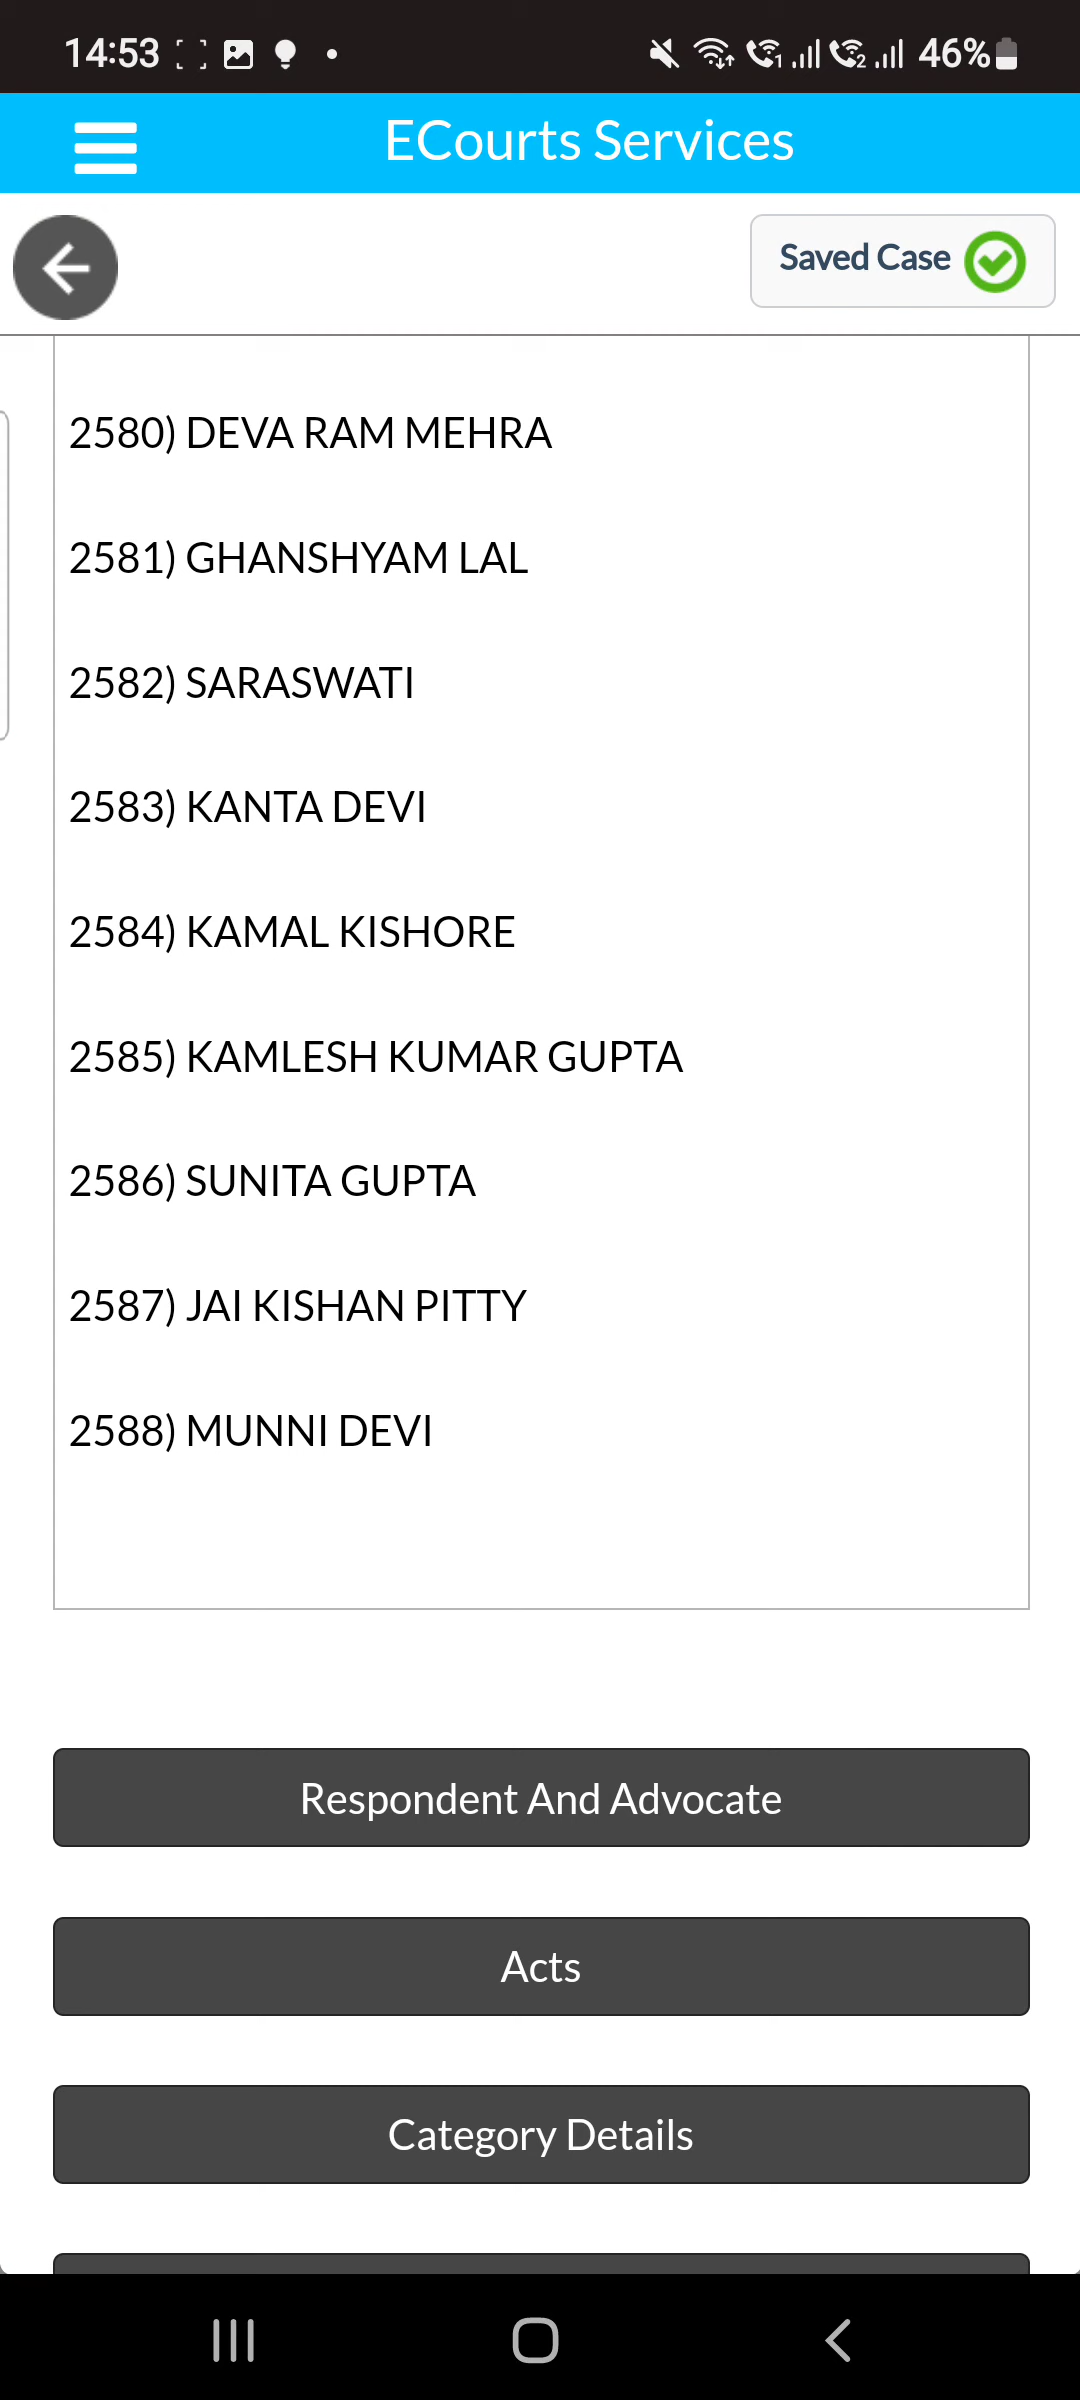 14:53
46%
ECourts Services
Saved Case
2580) DEVA RAM MEHRA
2581) GHANSHYAM LAL
2582) SARASWATI
2583) KANTA DEVI
2584) KAMAL KISHORE
2585) KAMLESH KUMAR GUPTA
2586) SUNITA GUPTA
2587) JAI KISHAN PITTY
2588) MUNNI DEVI
Respondent And Advocate
Acts
Category Details